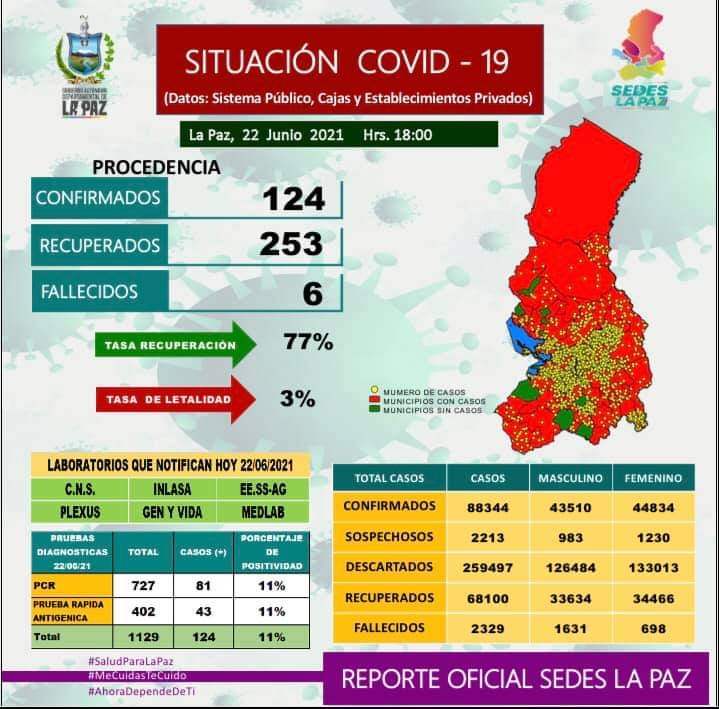 GOBIERNO AUTÓNOMO
DEPARTAMENTAL DE
LA PAZ
SITUACIÓN COVID - 19
(Datos: Sistema Público, Cajas y Establecimientos Privados)
SEDES
LA PAZ
La Paz, 22 Junio 2021 Hrs. 18:00
PROCEDENCIA
CONFIRMADOS 124
RECUPERADOS 253
FALLECIDOS 6
TASA RECUPERACIÓN 77%
TASA DE LETALIDAD 3%
MUMERO DE CASOS
MUNICIPIOS CON CASOS
MUNICIPIOS SIN CASOS
LABORATORIOS QUE NOTIFICAN HOY 22/06/2021
C.N.S. INLASA EE.SS-AG
PLEXUS GEN Y VIDA MEDLAB
PRUEBAS DIAGNOSTICAS 22/06/21 TOTAL CASOS (+) PORCENTAJE DE POSITIVIDAD
PCR 727 81 11%
PRUEBA RAPIDA ANTIGENICA 402 43 11%
Total 1129 124 11%
TOTAL CASOS CASOS MASCULINO FEMENINO
CONFIRMADOS 88344 43510 44834
SOSPECHOSOS 2213 983 1230
DESCARTADOS 259497 126484 133013
RECUPERADOS 68100 33634 34466
FALLECIDOS 2329 1631 698
#SaludParaLaPaz
#MeCuidasTeCuido
#AhoraDependeDeTi
REPORTE OFICIAL SEDES LA PAZ